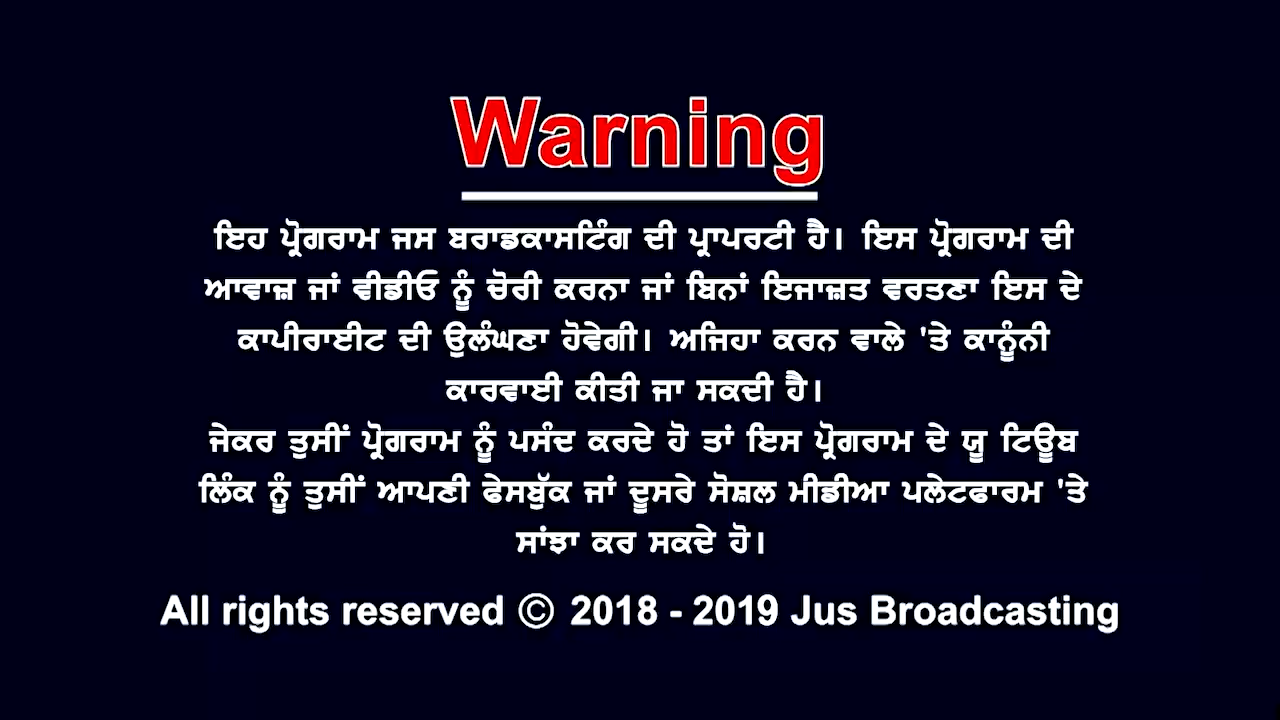 Warning
ਇਹ ਪ੍ਰੋਗਰਾਮ ਜਸ ਬਰਾਡਕਾਸਟਿੰਗ ਦੀ ਪ੍ਰਾਪਰਟੀ ਹੈ। ਇਸ ਪ੍ਰੋਗਰਾਮ ਦੀ
ਆਵਾਜ਼ ਜਾਂ ਵੀਡੀਓ ਨੂੰ ਚੋਰੀ ਕਰਨਾ ਜਾਂ ਬਿਨਾਂ ਇਜਾਜ਼ਤ ਵਰਤਣਾ ਇਸ ਦੇ
ਕਾਪੀਰਾਈਟ ਦੀ ਉਲੰਘਣਾ ਹੋਵੇਗੀ। ਅਜਿਹਾ ਕਰਨ ਵਾਲੇ 'ਤੇ ਕਾਨੂੰਨੀ
ਕਾਰਵਾਈ ਕੀਤੀ ਜਾ ਸਕਦੀ ਹੈ।
ਜੇਕਰ ਤੁਸੀਂ ਪ੍ਰੋਗਰਾਮ ਨੂੰ ਪਸੰਦ ਕਰਦੇ ਹੋ ਤਾਂ ਇਸ ਪ੍ਰੋਗਰਾਮ ਦੇ ਯੂ ਟਿਊਬ
ਲਿੰਕ ਨੂੰ ਤੁਸੀਂ ਆਪਣੀ ਫੇਸਬੁੱਕ ਜਾਂ ਦੂਸਰੇ ਸੋਸ਼ਲ ਮੀਡੀਆ ਪਲੇਟਫਾਰਮ 'ਤੇ
ਸਾਂਝਾ ਕਰ ਸਕਦੇ ਹੋ।
All rights reserved © 2018 - 2019 Jus Broadcasting